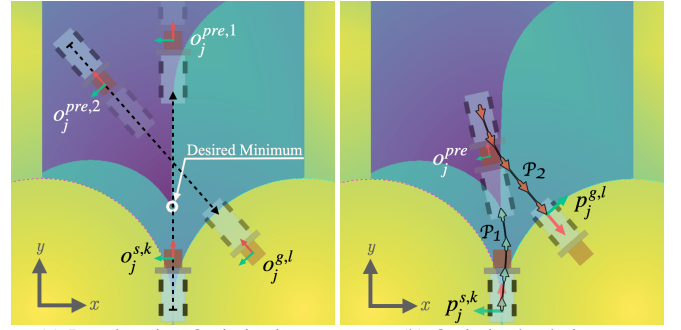 o_j^{pre,1}
o_j^{pre,2}
Desired Minimum
o_j^{s,k}
o_j^{g,l}
y
x
o_j^{pre}
P_2
p_j^{g,l}
P_1
p_j^{s,k}
y
x